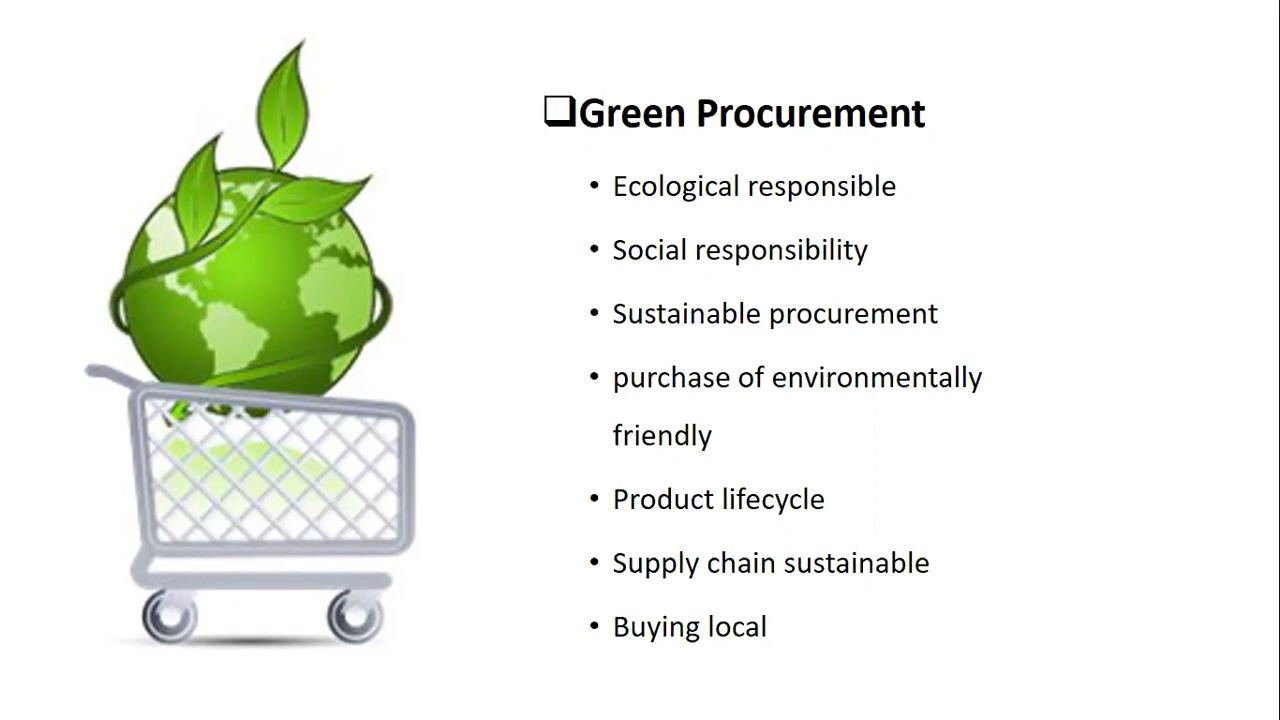 ❑Green Procurement
• Ecological responsible
• Social responsibility
• Sustainable procurement
• purchase of environmentally
friendly
• Product lifecycle
• Supply chain sustainable
• Buying local